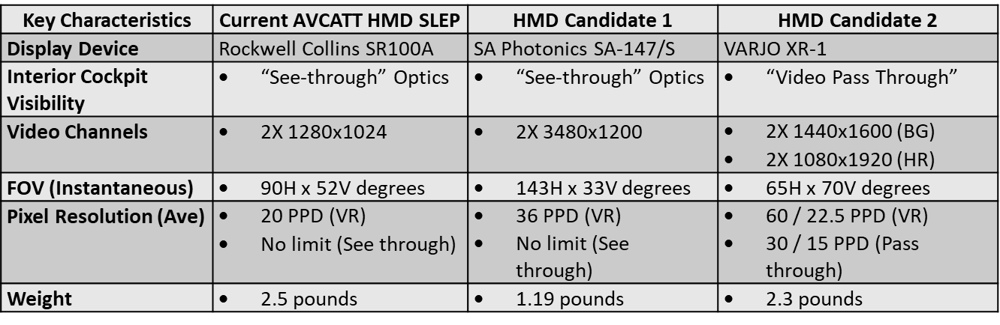 Key Characteristics Current AVCATT HMD SLEP HMD Candidate 1 HMD Candidate 2
Display Device Rockwell Collins SR100A SA Photonics SA-147/S VARJO XR-1
Interior Cockpit • “See-through” Optics • “See-through” Optics • “Video Pass Through”
Visibility
Video Channels • 2X 1280x1024 • 2X 3480x1200 • 2X 1440x1600 (BG)
• 2X 1080x1920 (HR)
FOV (Instantaneous) • 90H x 52V degrees • 143H x 33V degrees • 65H x 70V degrees
Pixel Resolution (Ave) • 20 PPD (VR) • 36 PPD (VR) • 60 / 22.5 PPD (VR)
• No limit (See through) • No limit (See • 30 / 15 PPD (Pass
through) through)
Weight • 2.5 pounds • 1.19 pounds • 2.3 pounds